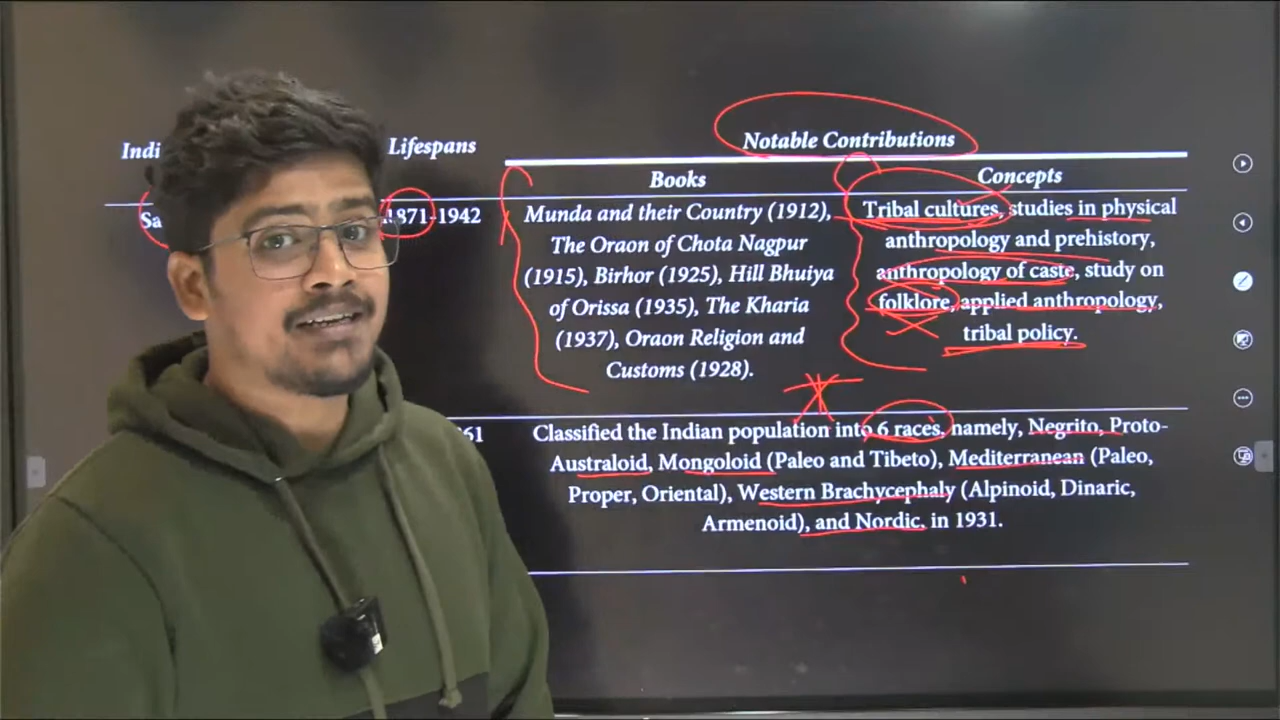 Indi
Lifespans
Notable Contributions
Books
Concepts
Sa
1871-1942
Munda and their Country (1912),
The Oraon of Chota Nagpur
(1915), Birhor (1925), Hill Bhuiya
of Orissa (1935), The Kharia
(1937), Oraon Religion and
Customs (1928).
Tribal cultures, studies in physical
anthropology and prehistory,
anthropology of caste, study on
folklore, applied anthropology,
tribal policy.
61
Classified the Indian population into 6 races, namely, Negrito, Proto-
Australoid, Mongoloid (Paleo and Tibeto), Mediterranean (Paleo,
Proper, Oriental), Western Brachycephaly (Alpinoid, Dinaric,
Armenoid), and Nordic, in 1931.